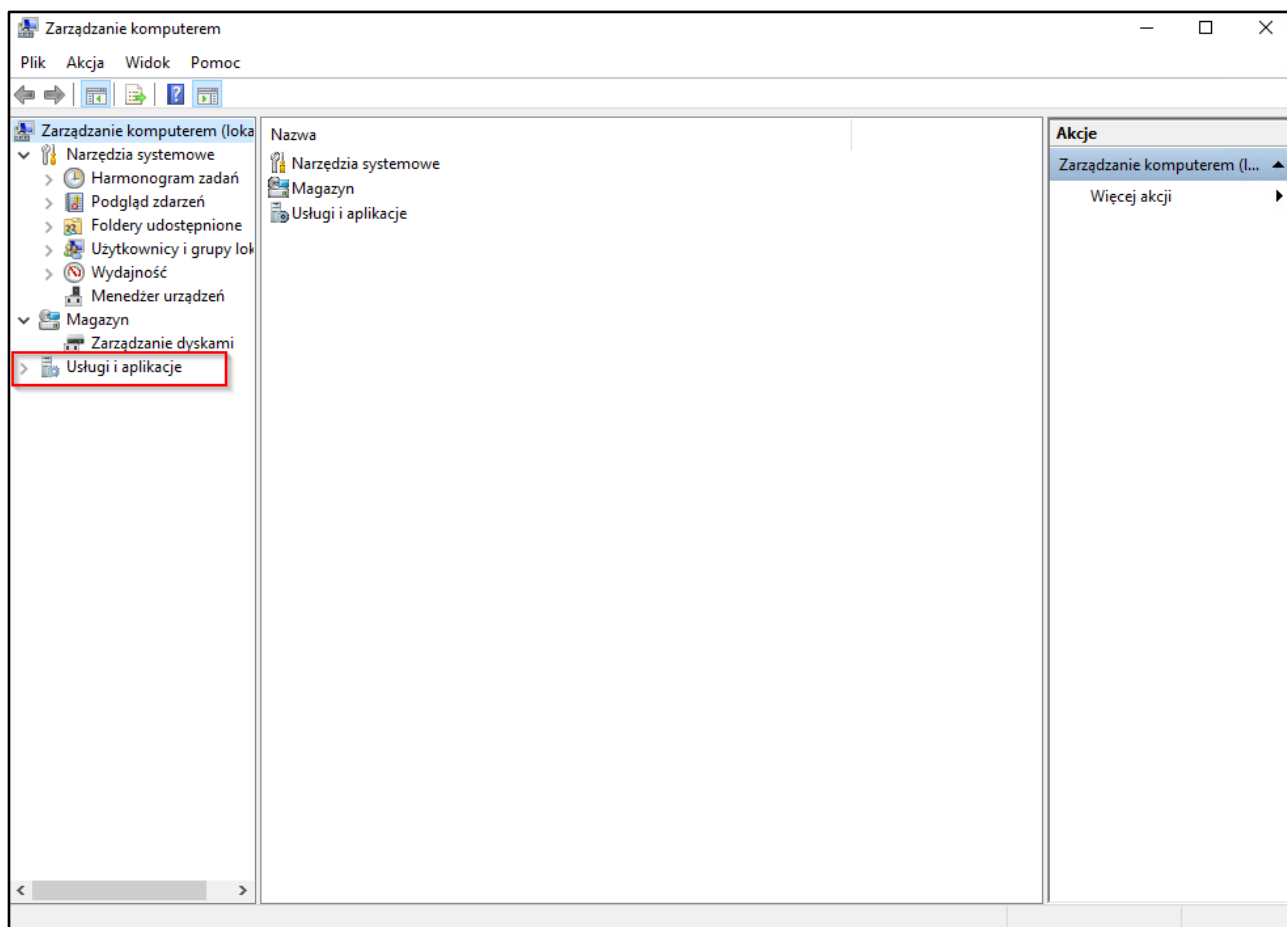 Zarządzanie komputerem
Plik Akcja Widok Pomoc
Zarządzanie komputerem (loka
Narzędzia systemowe
Harmonogram zadań
Podgląd zdarzeń
Foldery udostępnione
Użytkownicy i grupy lok
Wydajność
Menedżer urządzeń
Magazyn
Zarządzanie dyskami
Usługi i aplikacje
Nazwa
Narzędzia systemowe
Magazyn
Usługi i aplikacje
Akcje
Zarządzanie komputerem (l...
Więcej akcji